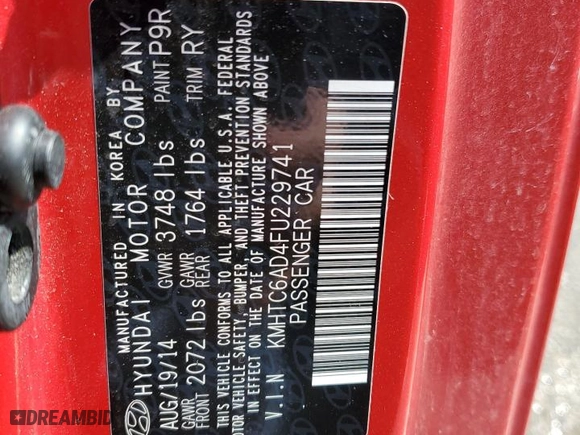 MANUFACTURED IN KOREA BY
HYUNDAI MOTOR COMPANY
AUG/19/14 GVWR 3748 lbs PAINT P9R
GAWR FRONT 2072 lbs GAWR REAR 1764 lbs TRIM RY
THIS VEHICLE CONFORMS TO ALL APPLICABLE U.S.A. FEDERAL
MOTOR VEHICLE SAFETY, BUMPER, AND THEFT PREVENTION STANDARDS
IN EFFECT ON THE DATE OF MANUFACTURE SHOWN ABOVE
V.I.N KMHTC6AD4FU229741
PASSENGER CAR
DREAMBID